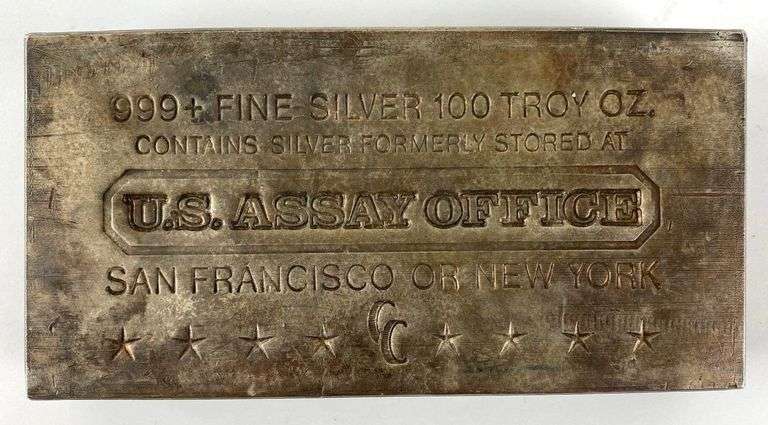 999+ FINE SILVER 100 TROY OZ.
CONTAINS SILVER FORMERLY STORED AT
U.S. ASSAY OFFICE
SAN FRANCISCO OR NEW YORK
CC